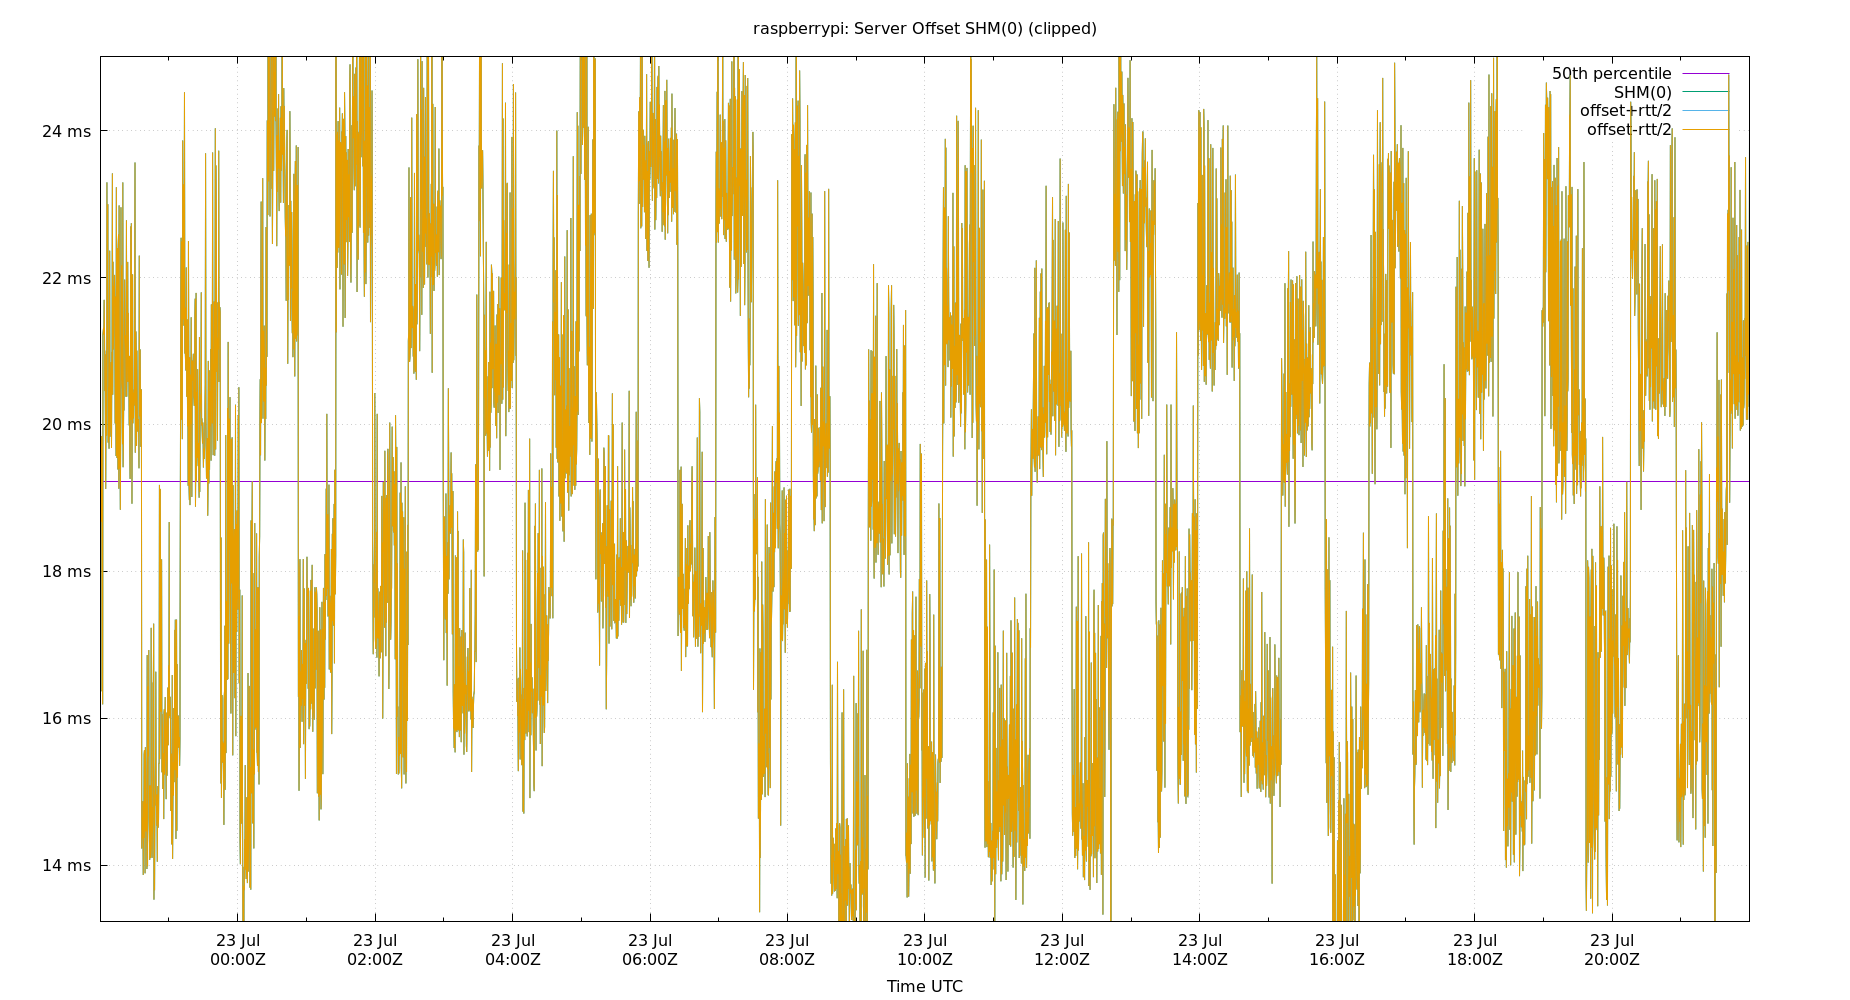 raspberrypi: Server Offset SHM(0) (clipped)
50th percentile
SHM(0)
offset+rtt/2
offset-rtt/2
24 ms
22 ms
20 ms
18 ms
16 ms
14 ms
23 Jul 23 Jul 23 Jul 23 Jul 23 Jul 23 Jul 23 Jul 23 Jul 23 Jul 23 Jul 23 Jul
00:00Z 02:00Z 04:00Z 06:00Z 08:00Z 10:00Z 12:00Z 14:00Z 16:00Z 18:00Z 20:00Z
Time UTC